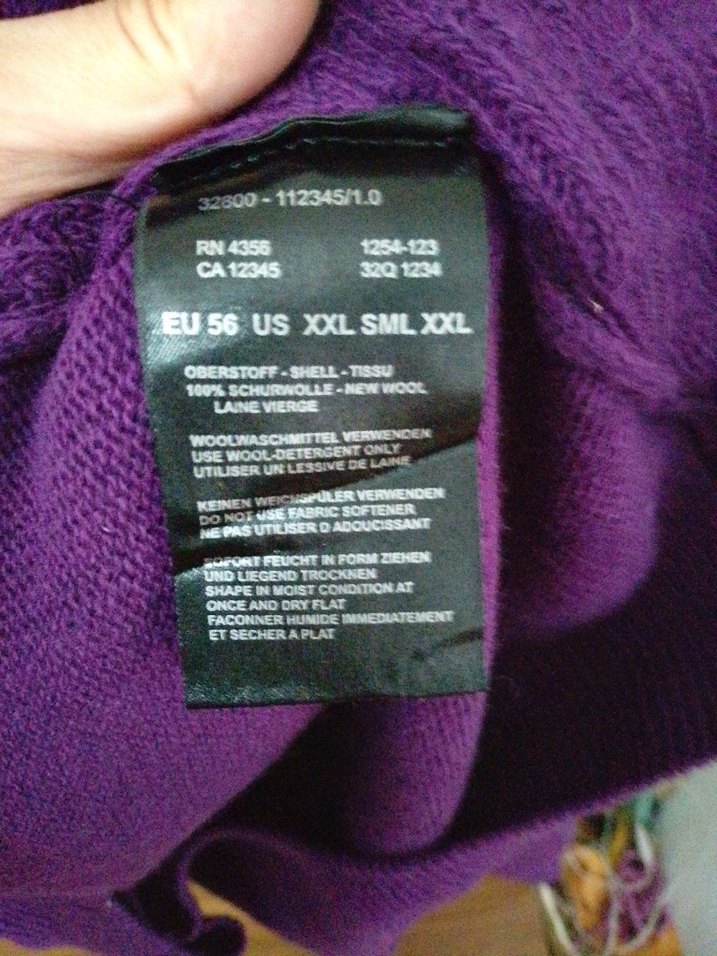 32800 - 112345/1.0
RN 4356 1254-123
CA 12345 32Q 1234
EU 56 US XXL SML XXL
OBERSTOFF - SHELL - TISSU
100% SCHURWOLLE - NEW WOOL
LAINE VIERGE
WOOLWASCHMITTEL VERWENDEN
USE WOOL-DETERGENT ONLY
UTILISER UN LESSIVE DE LAINE
KEINEN WEICHSPÜLER VERWENDEN
DO NOT USE FABRIC SOFTENER
NE PAS UTILISER D ADOUCISSANT
SOFORT FEUCHT IN FORM ZIEHEN
UND LIEGEND TROCKNEN
SHAPE IN MOIST CONDITION AT
ONCE AND DRY FLAT
FACONNER HUMIDE IMMEDIATEMENT
ET SECHER A PLAT